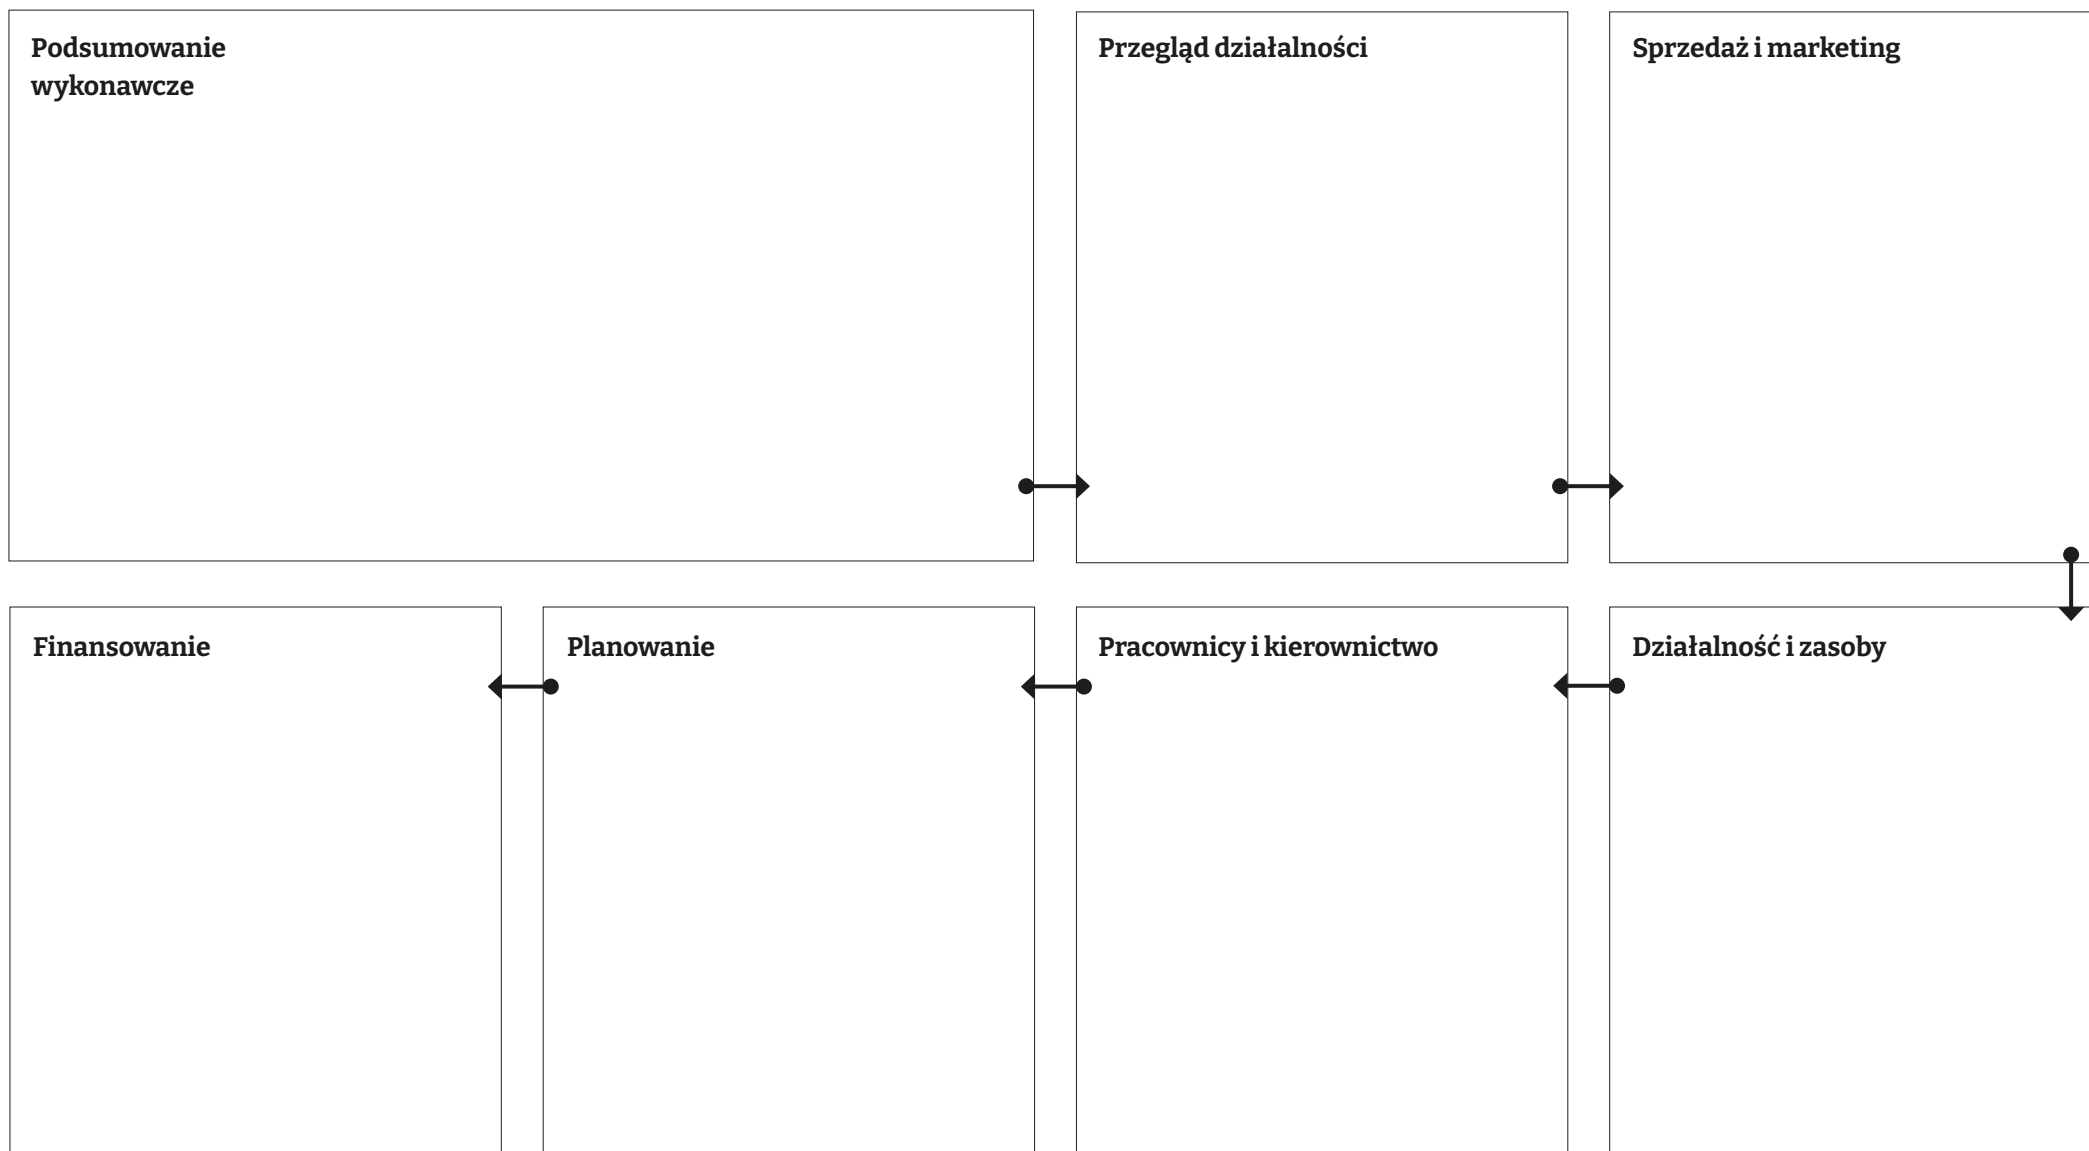 Podsumowanie
wykonawcze
Przegląd działalności
Sprzedaż i marketing
Finansowanie
Planowanie
Pracownicy i kierownictwo
Działalność i zasoby